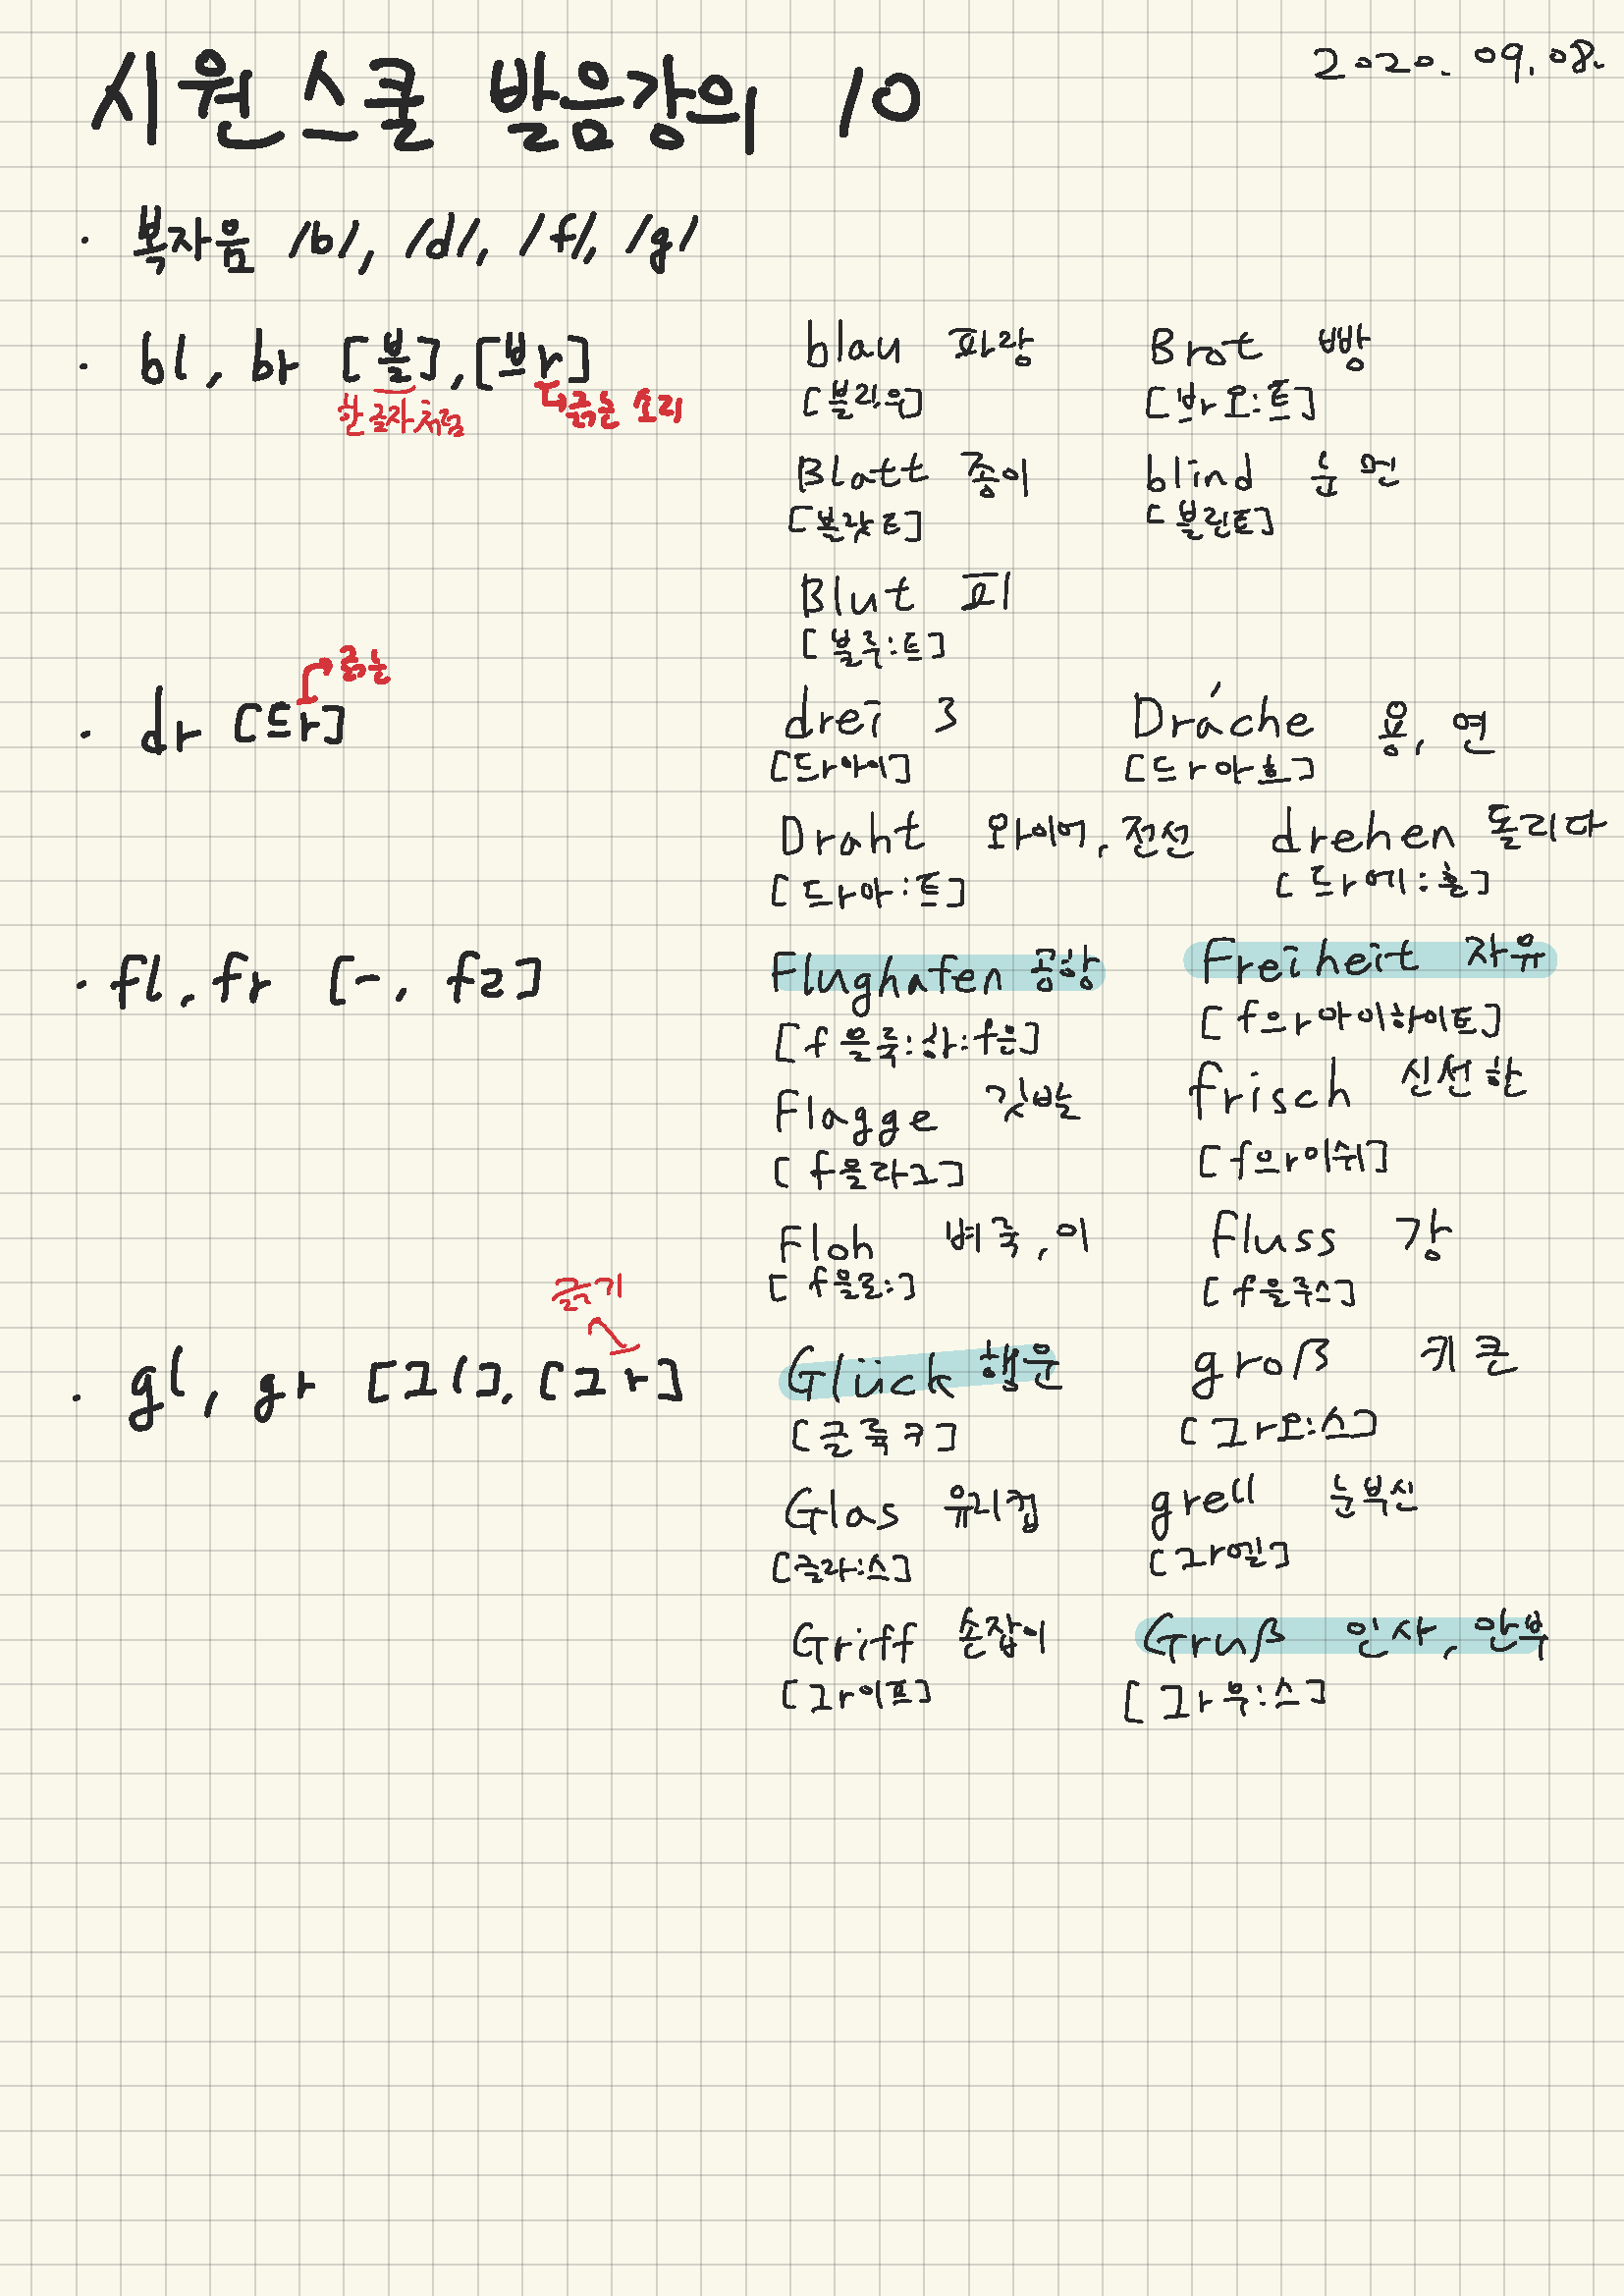 시원스쿨 발음강의 10
2020. 09. 08.
· 복자음 /b/, /d/, /f/, /g/
· bl, br [블], [브r]
한 글자처럼
긁는 소리
blau 파랑
[블라우]
Brot 빵
[브r오:트]
Blatt 종이
[블랕트]
blind 눈 먼
[블린트]
Blut 피
[블루:트]
· dr [드r]
긁는
drei 3
[드r아이]
Drache 용, 연
[드r아흐]
Draht 와이어, 전선
[드r아:트]
drehen 돌리다
[드r에:흔]
· fl, fr [-, f2]
Flughafen 공항
[f을룩:하:f은]
Freiheit 자유
[f으r아이하이트]
Flagge 깃발
[f을라그]
frisch 신선한
[f으r이쉬]
Floh 벼룩, 이
[f을로:]
Fluss 강
[f을루스]
· gl, gr [그l], [그r]
긁기
Glück 행운
[글륙크]
groß 키 큰
[그r오:스]
Glas 유리컵
[글라:스]
grell 눈부신
[그r엘]
Griff 손잡이
[그r이프]
Gruß 인사, 안부
[그r우:스]